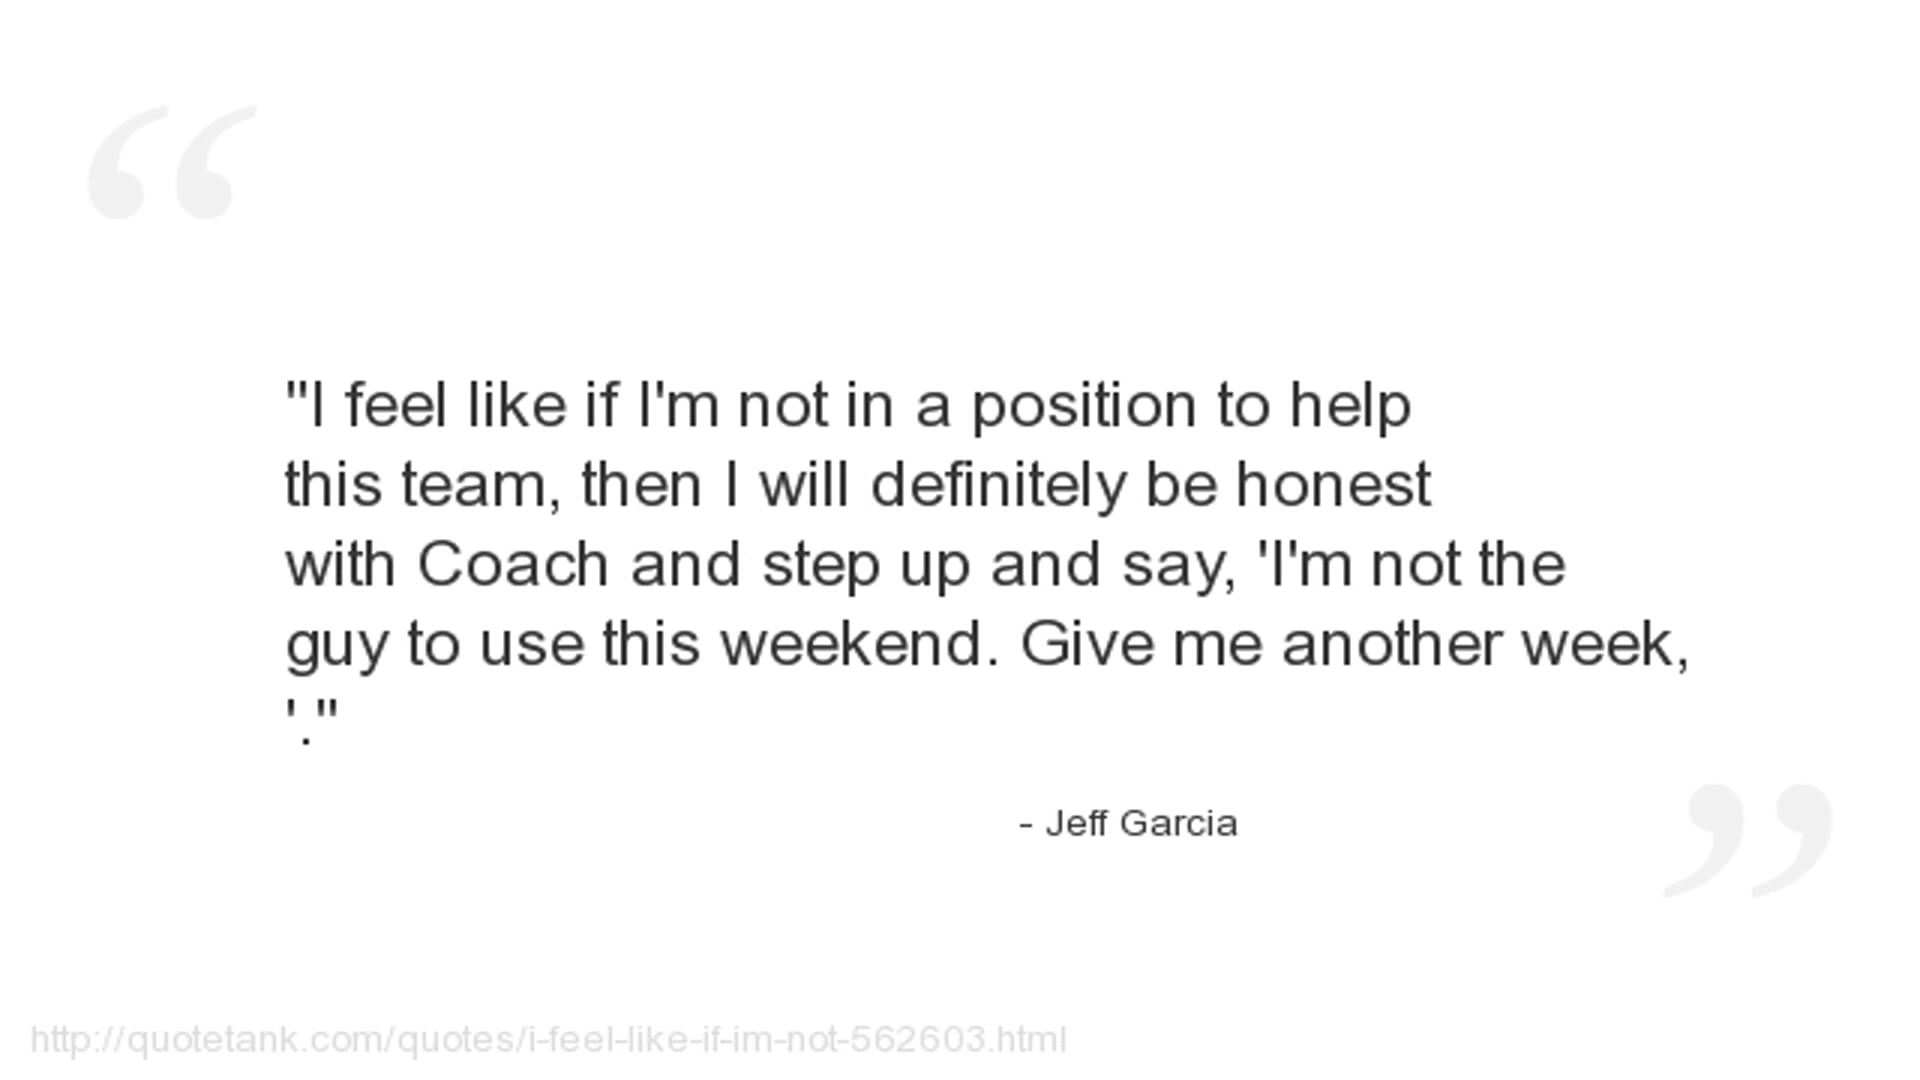 "I feel like if I'm not in a position to help
this team, then I will definitely be honest
with Coach and step up and say, 'I'm not the
guy to use this weekend. Give me another week,
'."
- Jeff Garcia
http://quotetank.com/quotes/i-feel-like-if-im-not-562603.html